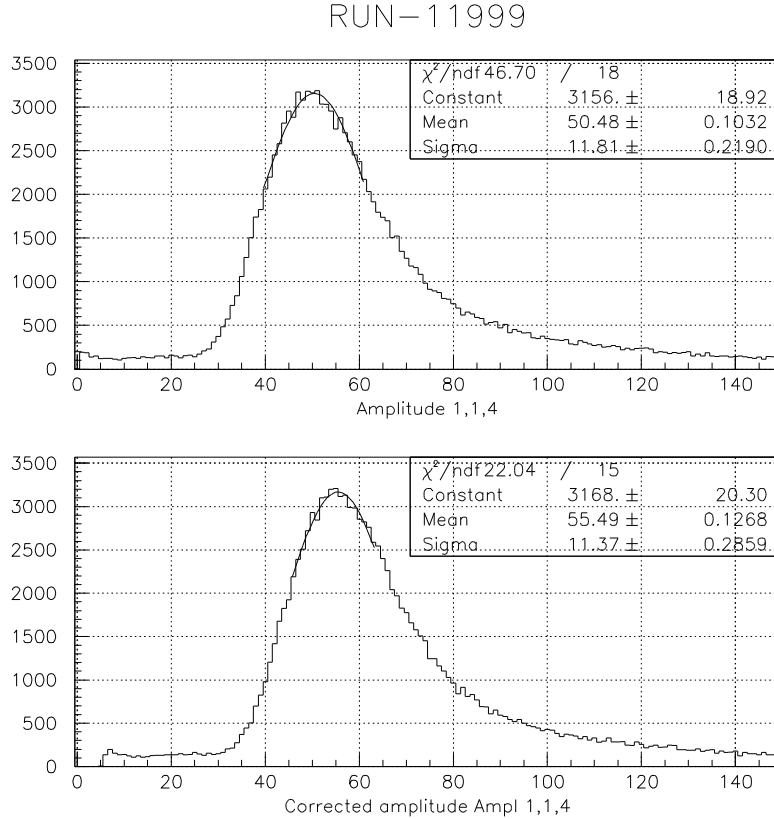 RUN-11999
3500
3000
2500
2000
1500
1000
500
0
χ²/ndf 46.70 / 18
Constant 3156. ± 18.92
Mean 50.48 ± 0.1032
Sigma 11.81 ± 0.2190
0 20 40 60 80 100 120 140
Amplitude 1,1,4
3500
3000
2500
2000
1500
1000
500
0
χ²/ndf 22.04 / 15
Constant 3168. ± 20.30
Mean 55.49 ± 0.1268
Sigma 11.37 ± 0.2859
0 20 40 60 80 100 120 140
Corrected amplitude Ampl 1,1,4